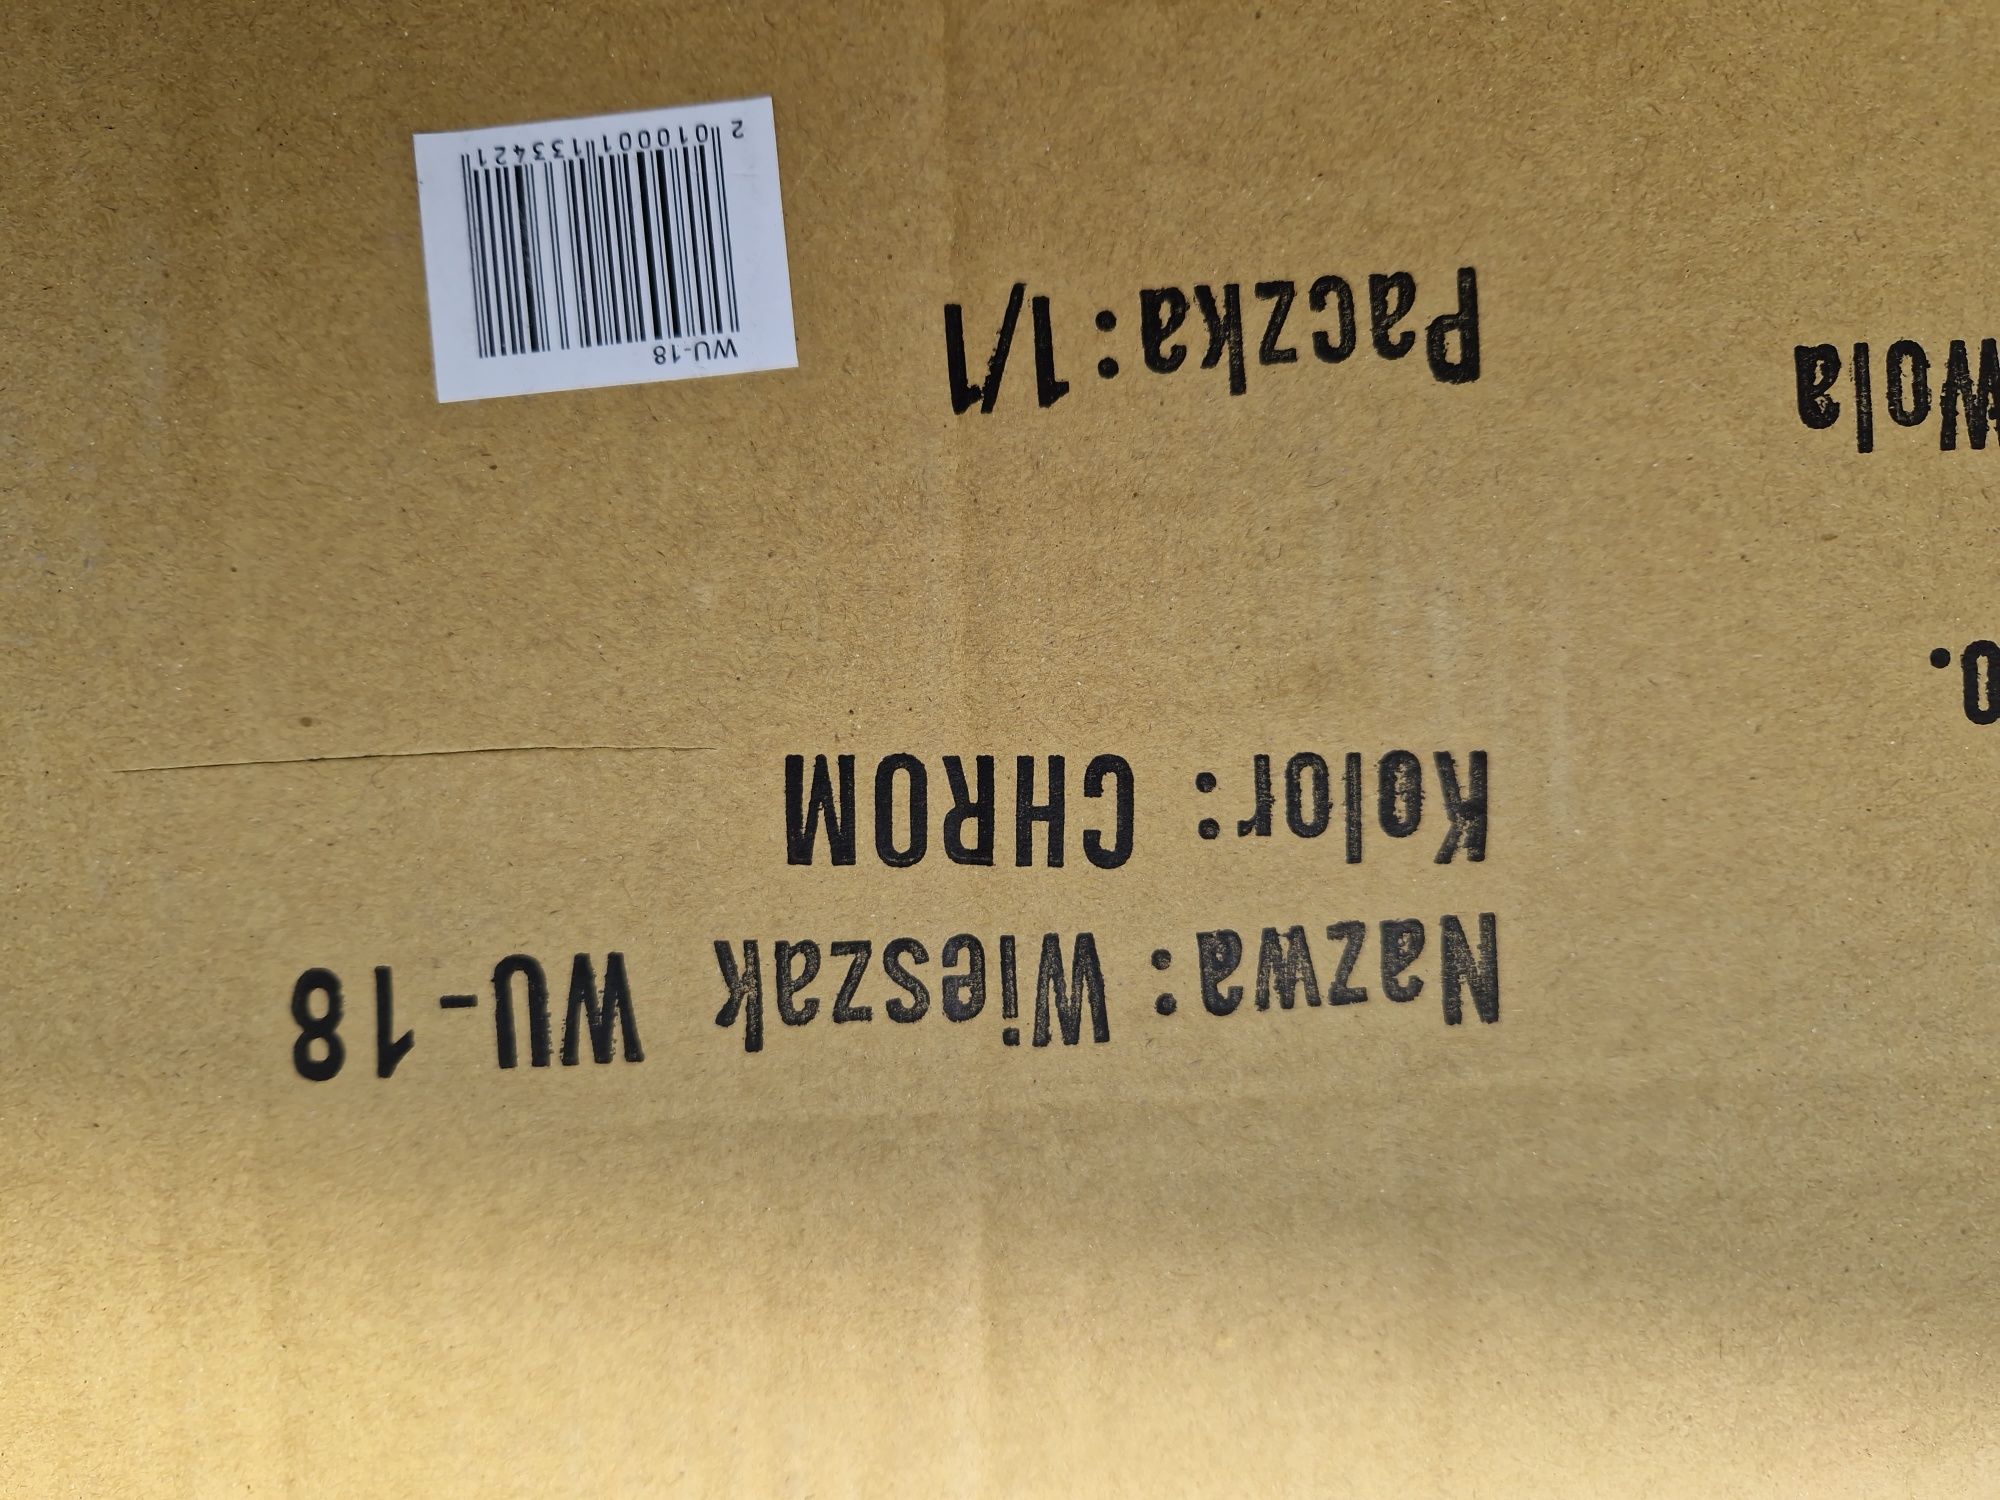 Nazwa: Wieszak WU-18
Kolor: CHROM
o.
Paczka: 1/1
Wola
WU-18
2 010001 133421